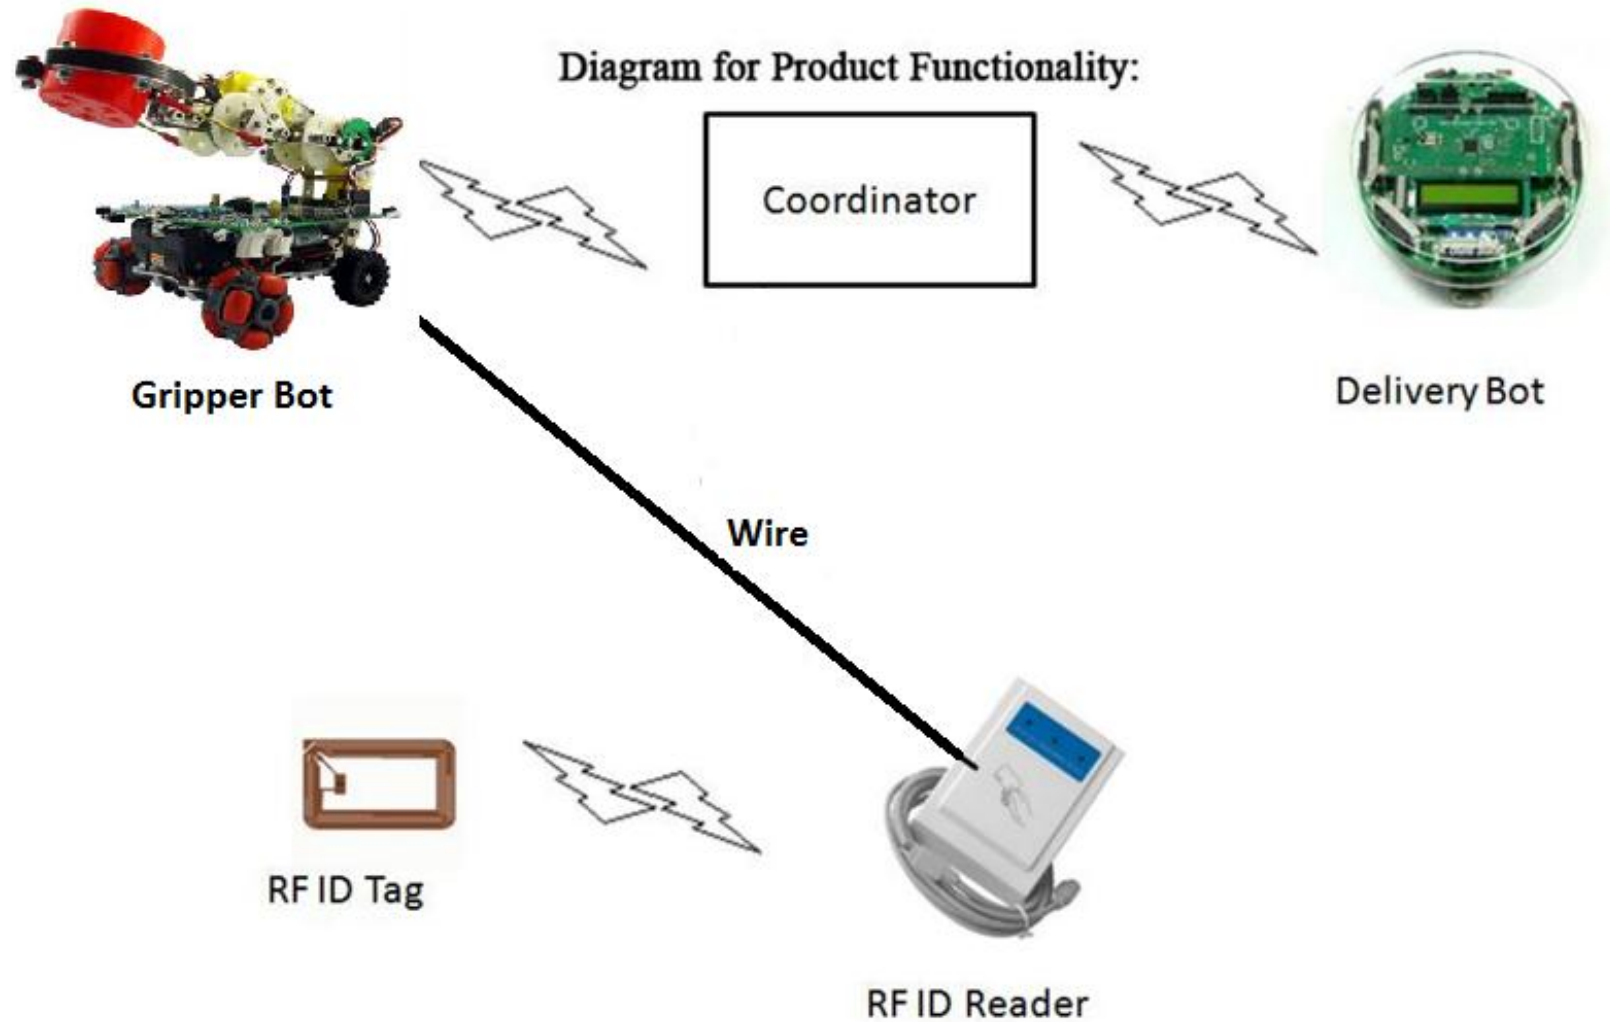 Diagram for Product Functionality:
Coordinator
Gripper Bot
Delivery Bot
Wire
RF ID Tag
RF ID Reader